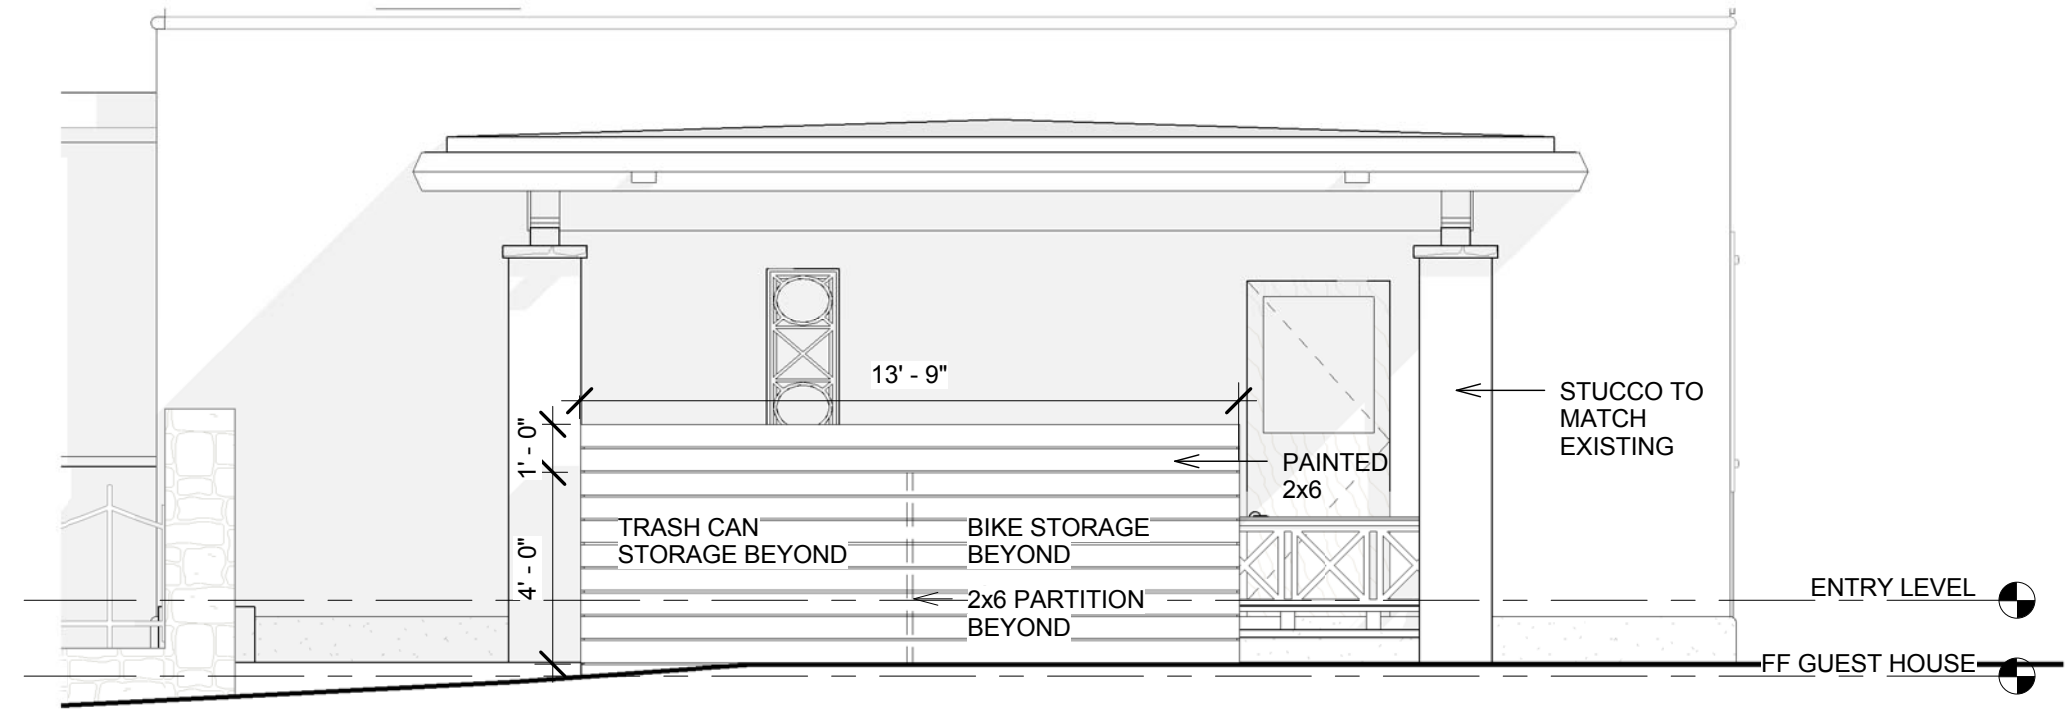 13' - 9"
1' - 0"
4' - 0"
STUCCO TO
MATCH
EXISTING
PAINTED
2x6
TRASH CAN
STORAGE BEYOND
BIKE STORAGE
BEYOND
2x6 PARTITION
BEYOND
ENTRY LEVEL
FF GUEST HOUSE